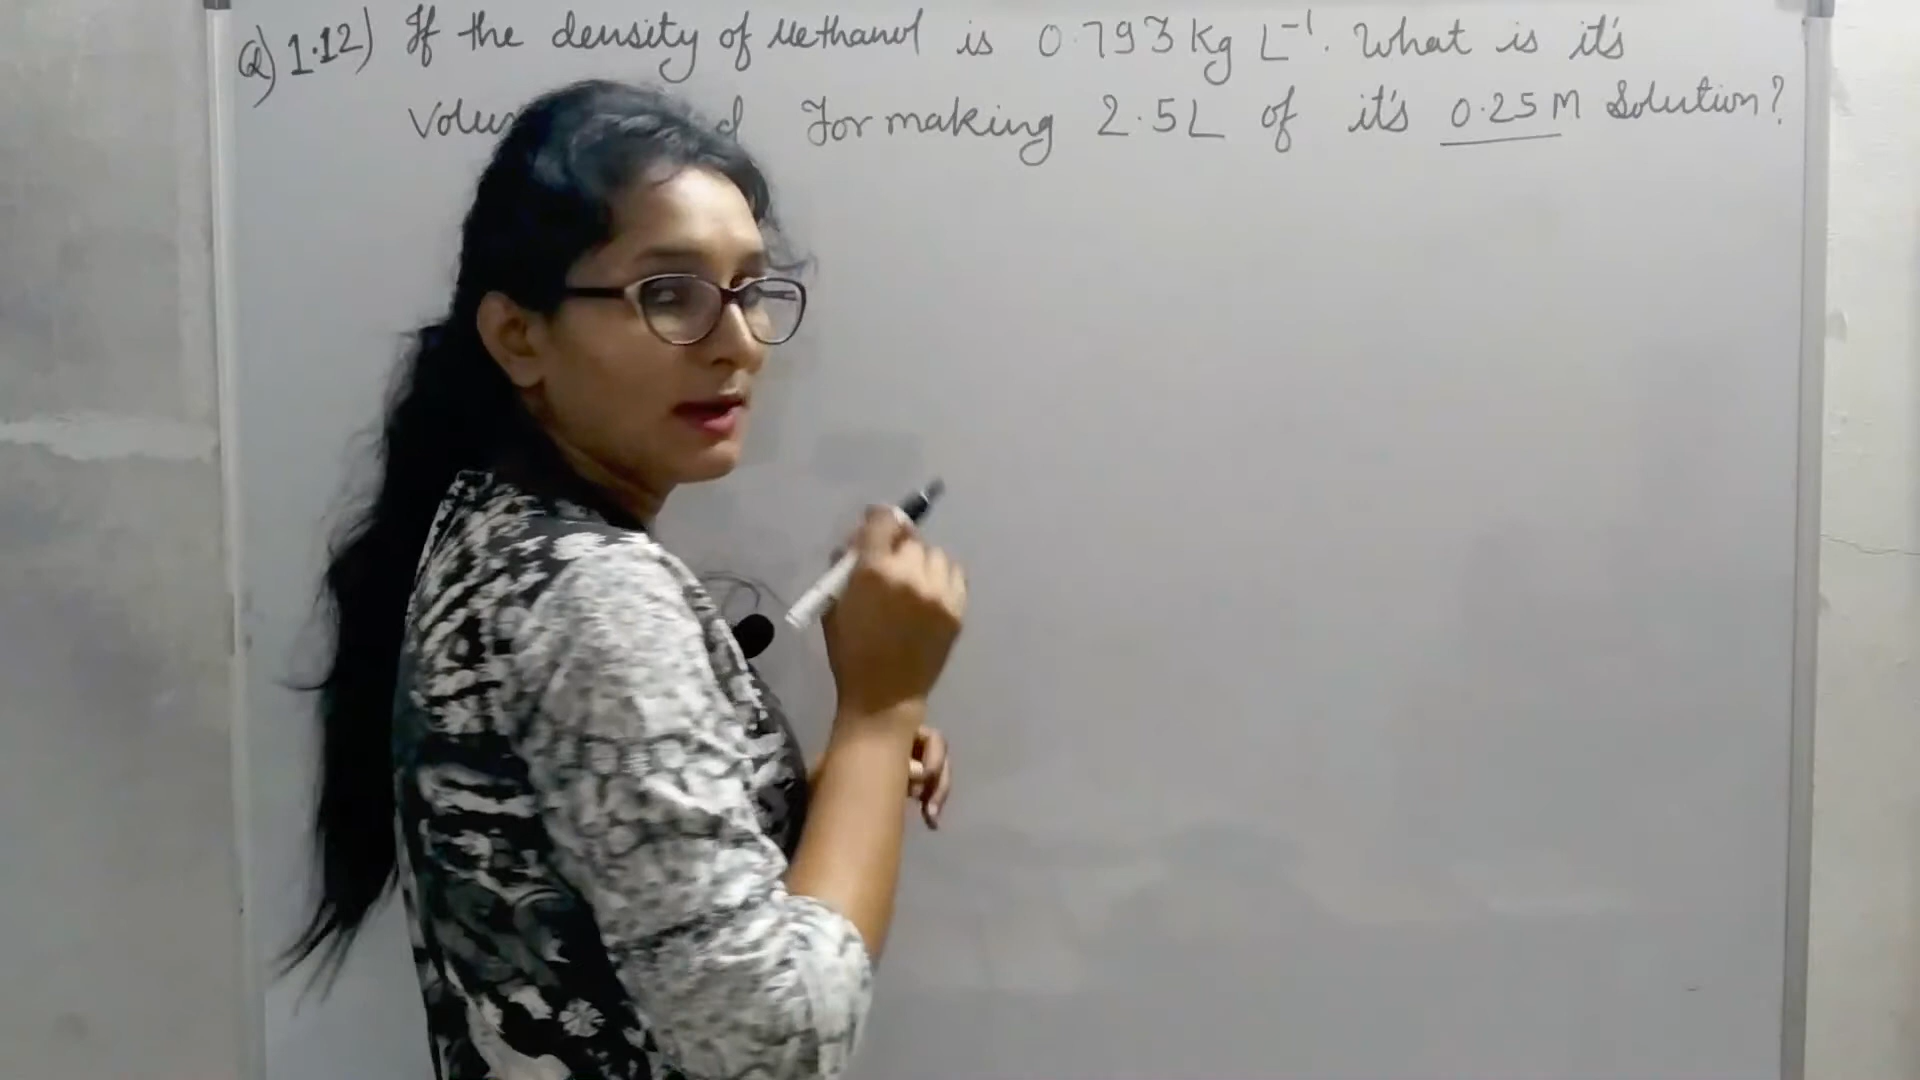 Q) 1.12) If the density of Methanol is 0.793 Kg L⁻¹. What is it's
for making 2.5L of it's 0.25 M Solution?